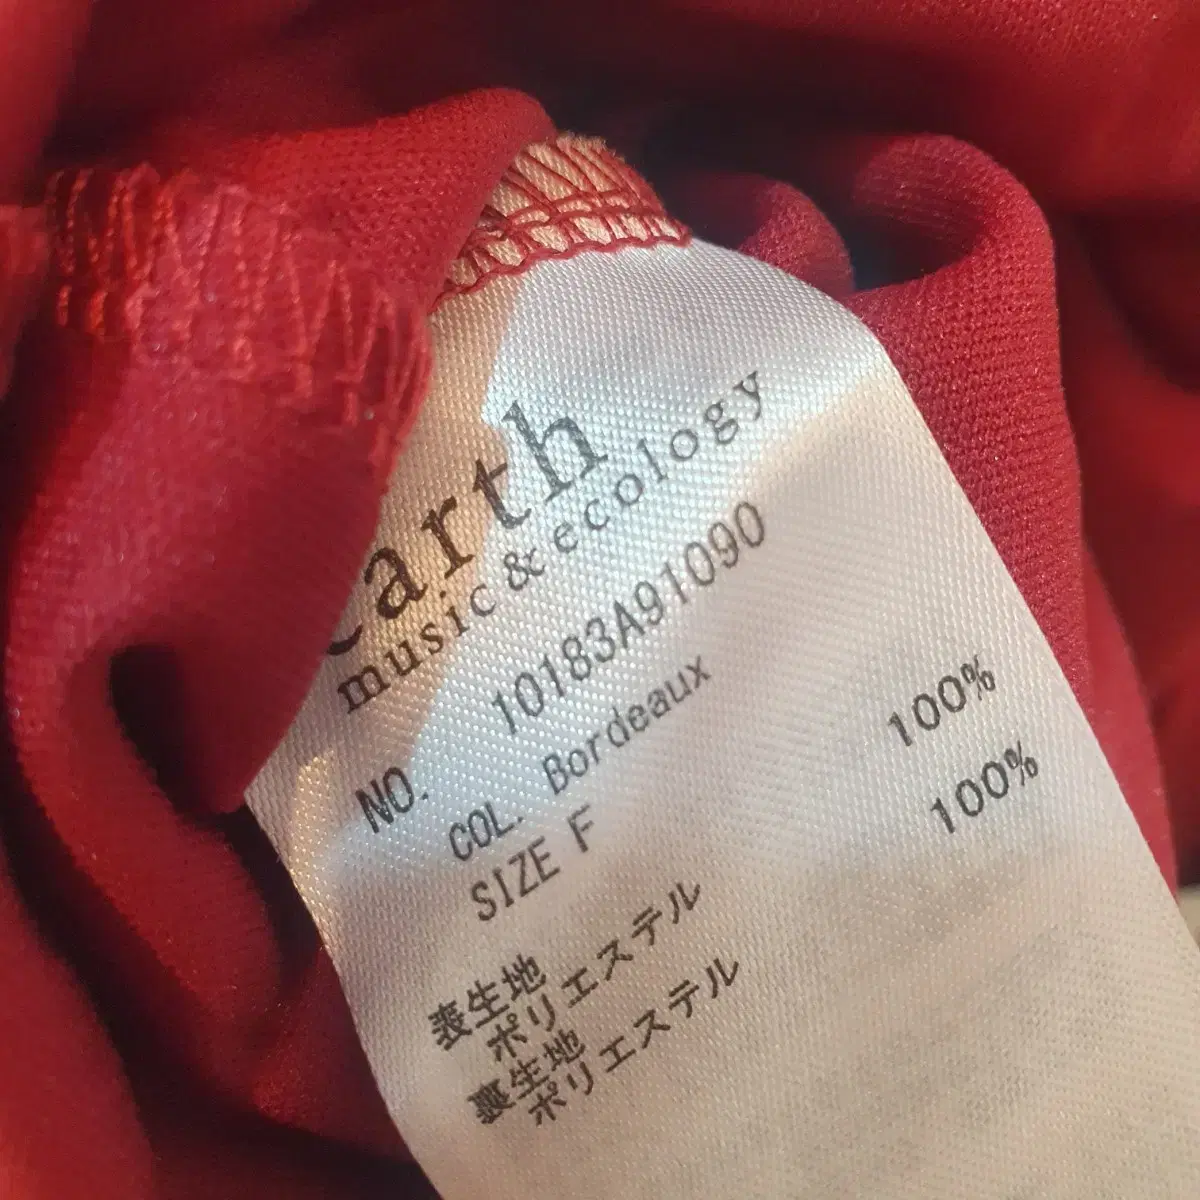 earth
music & ecology
NO. 10183A91090
COL. Bordeaux
SIZE F
表生地
ポリエステル 100%
裏生地
ポリエステル 100%